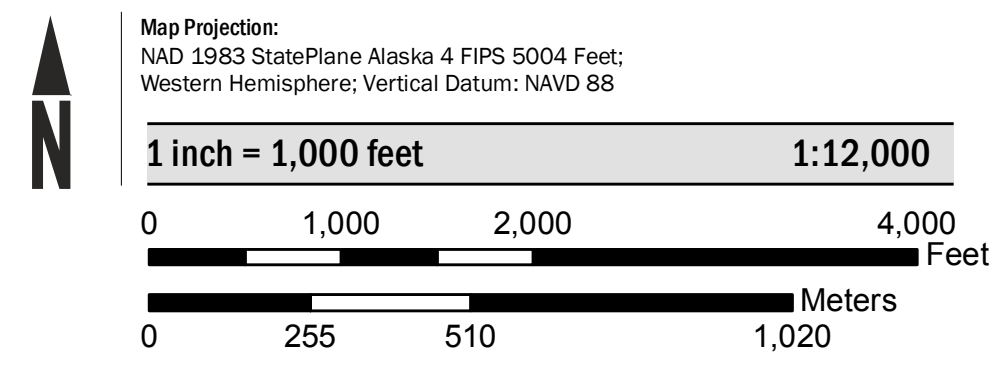 N
Map Projection:
NAD 1983 StatePlane Alaska 4 FIPS 5004 Feet;
Western Hemisphere; Vertical Datum: NAVD 88
1 inch = 1,000 feet 1:12,000
0 1,000 2,000 4,000
Feet
Meters
0 255 510 1,020